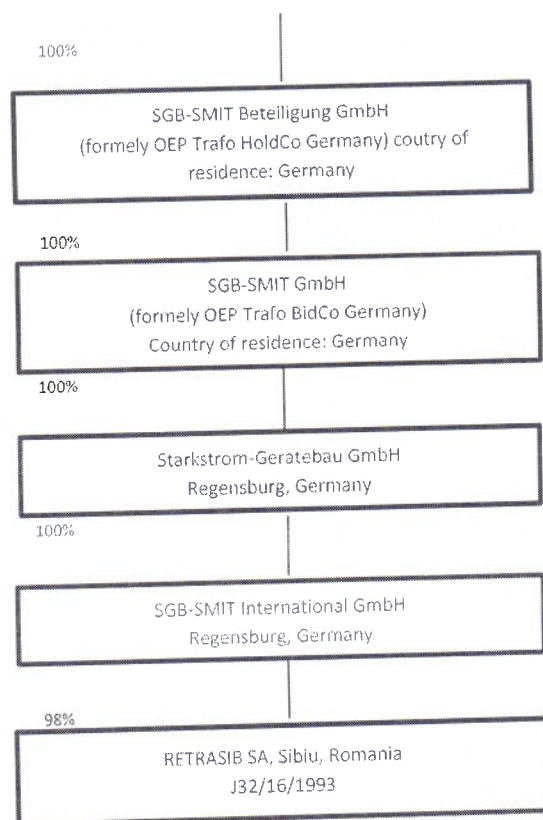 100%
SGB-SMIT Beteiligung GmbH
(formely OEP Trafo HoldCo Germany) coutry of
residence: Germany
100%
SGB-SMIT GmbH
(formely OEP Trafo BidCo Germany)
Country of residence: Germany
100%
Starkstrom-Geratebau GmbH
Regensburg, Germany
100%
SGB-SMIT International GmbH
Regensburg, Germany
98%
RETRASIB SA, Sibiu, Romania
J32/16/1993